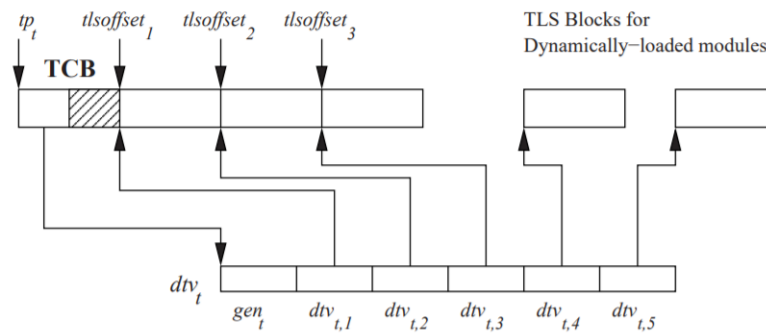 tp_t tlsoffset_1 tlsoffset_2 tlsoffset_3 TLS Blocks for
Dynamically−loaded modules
TCB
dtv_t
gen_t dtv_t,1 dtv_t,2 dtv_t,3 dtv_t,4 dtv_t,5